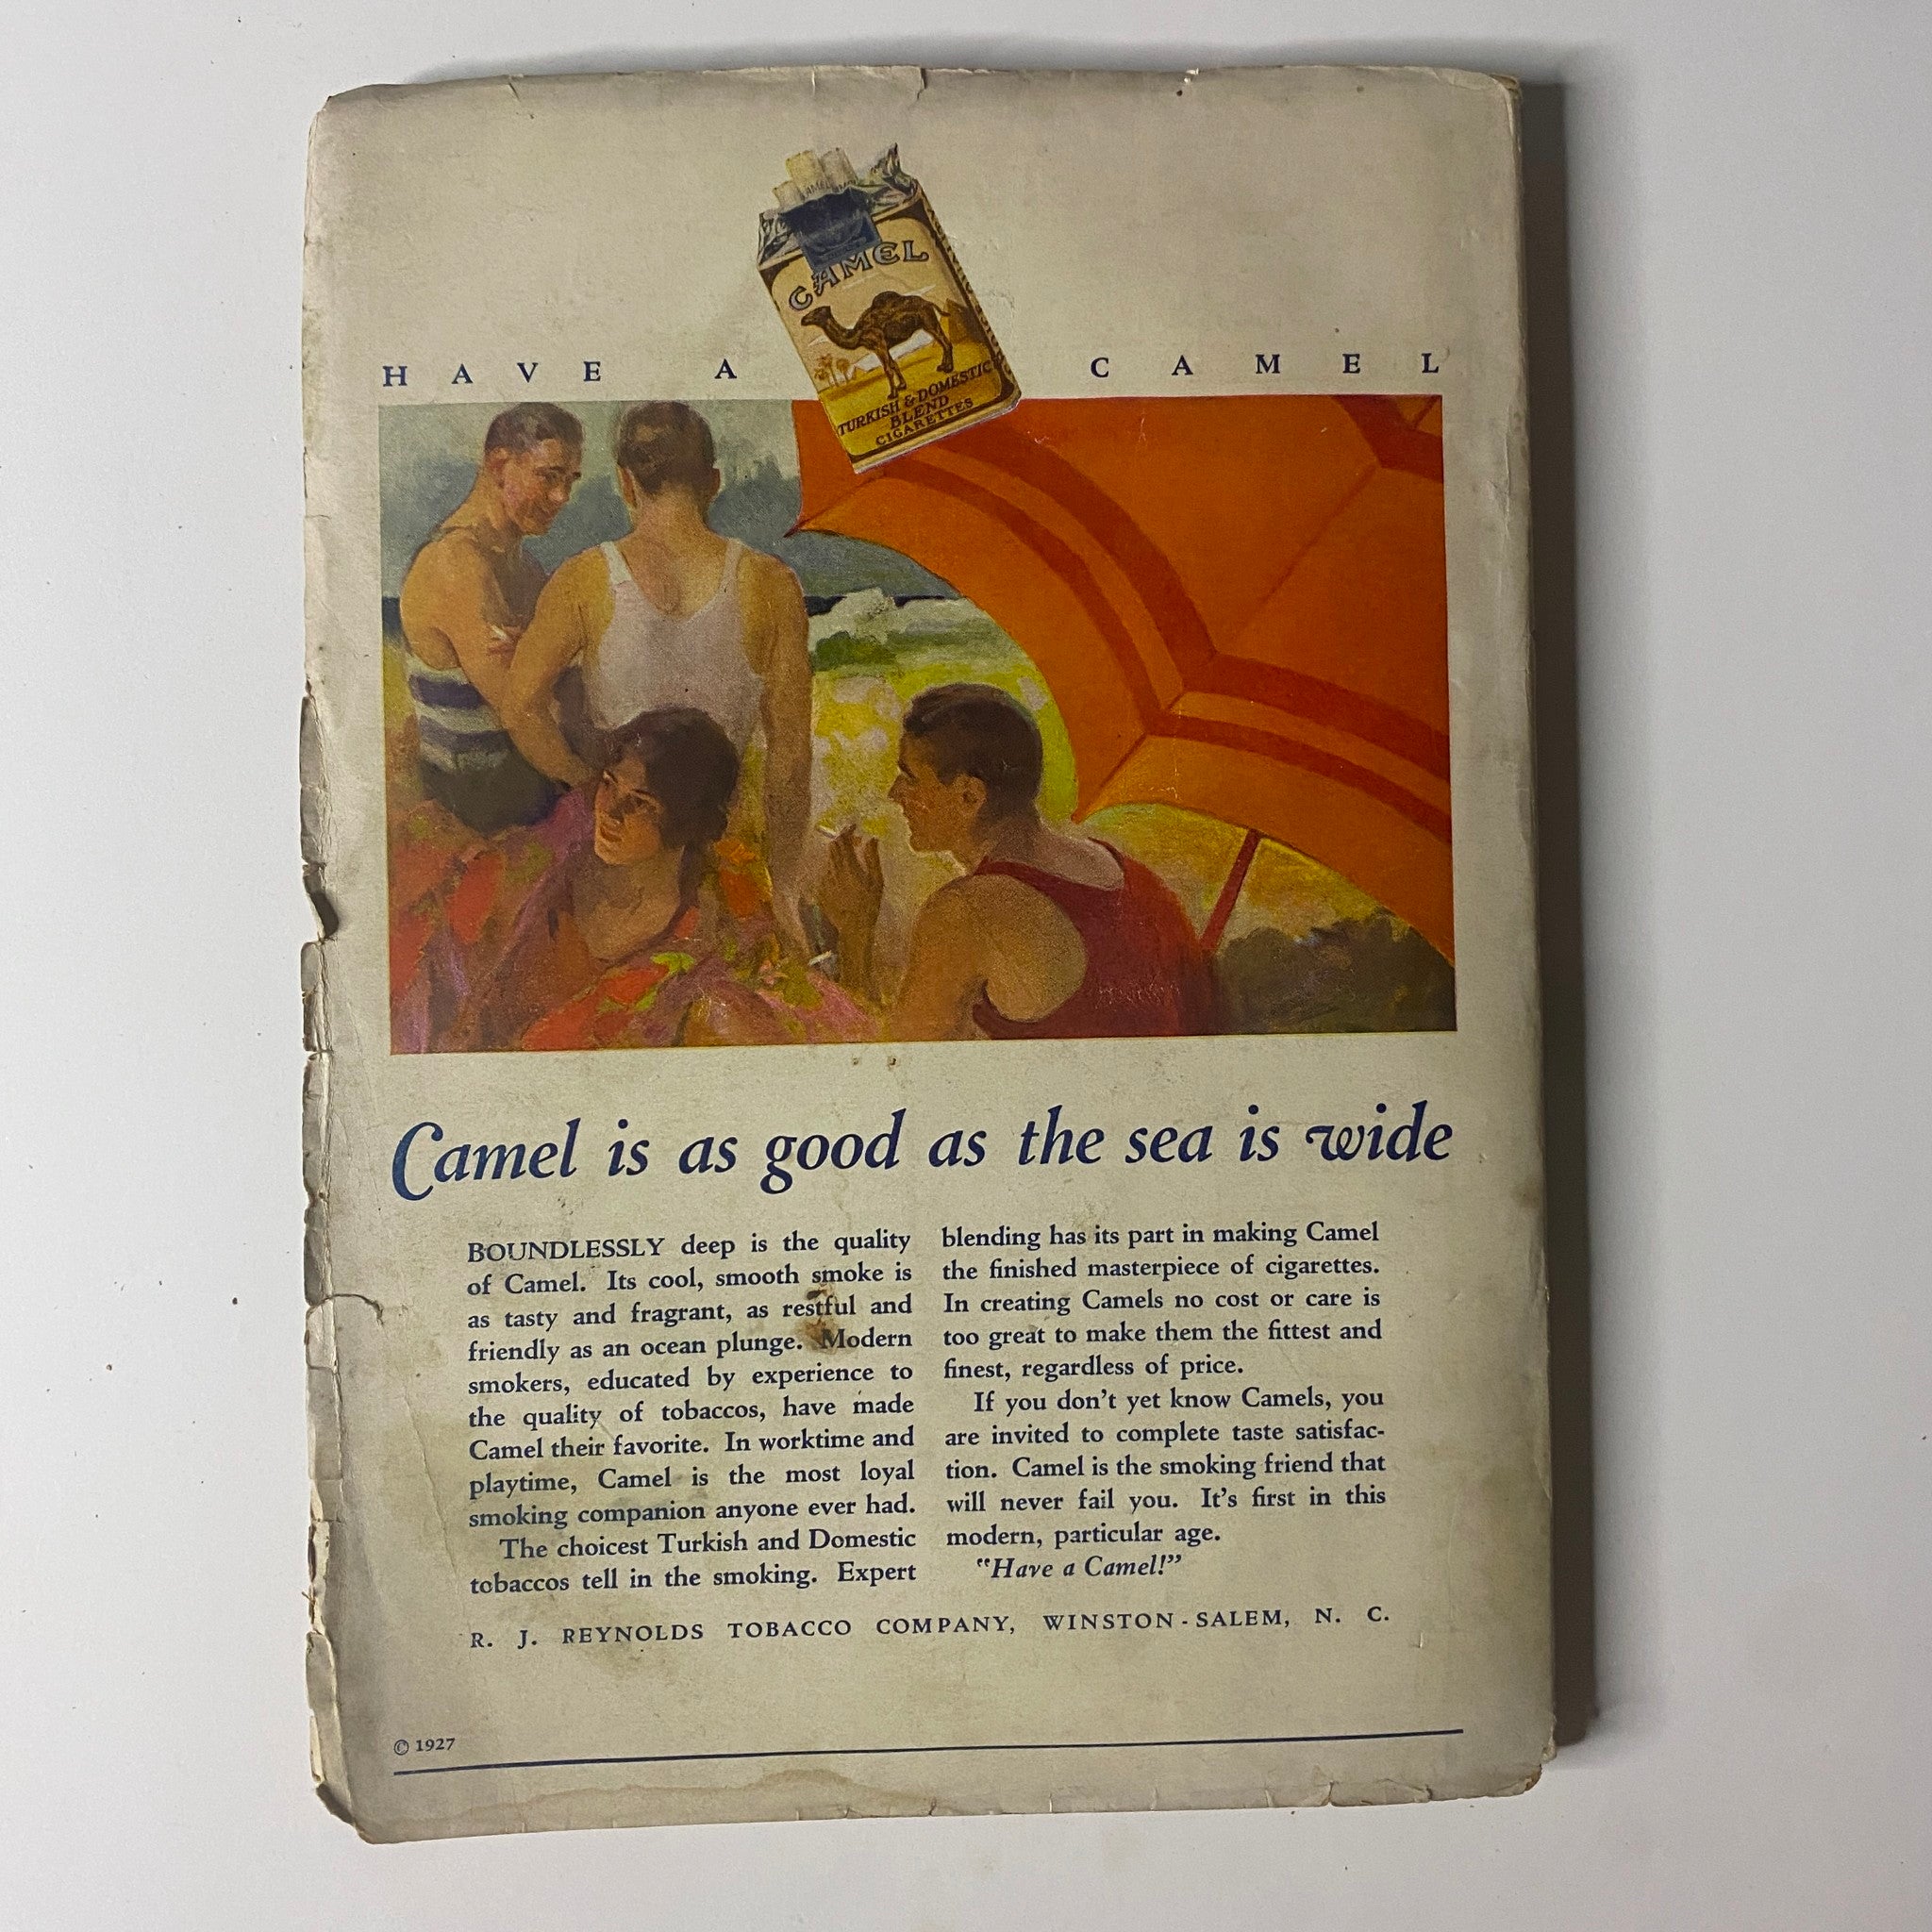 CAMEL
TURKISH & DOMESTIC
BLEND
CIGARETTES
HAVE A CAMEL
Camel is as good as the sea is wide
BOUNDLESSLY deep is the quality
of Camel. Its cool, smooth smoke is
as tasty and fragrant, as restful and
friendly as an ocean plunge. Modern
smokers, educated by experience to
the quality of tobaccos, have made
Camel their favorite. In worktime and
playtime, Camel is the most loyal
smoking companion anyone ever had.
The choicest Turkish and Domestic
tobaccos tell in the smoking. Expert
blending has its part in making Camel
the finished masterpiece of cigarettes.
In creating Camels no cost or care is
too great to make them the fittest and
finest, regardless of price.
If you don't yet know Camels, you
are invited to complete taste satisfac-
tion. Camel is the smoking friend that
will never fail you. It's first in this
modern, particular age.
"Have a Camel!"
R. J. REYNOLDS TOBACCO COMPANY, WINSTON-SALEM, N. C.
© 1927